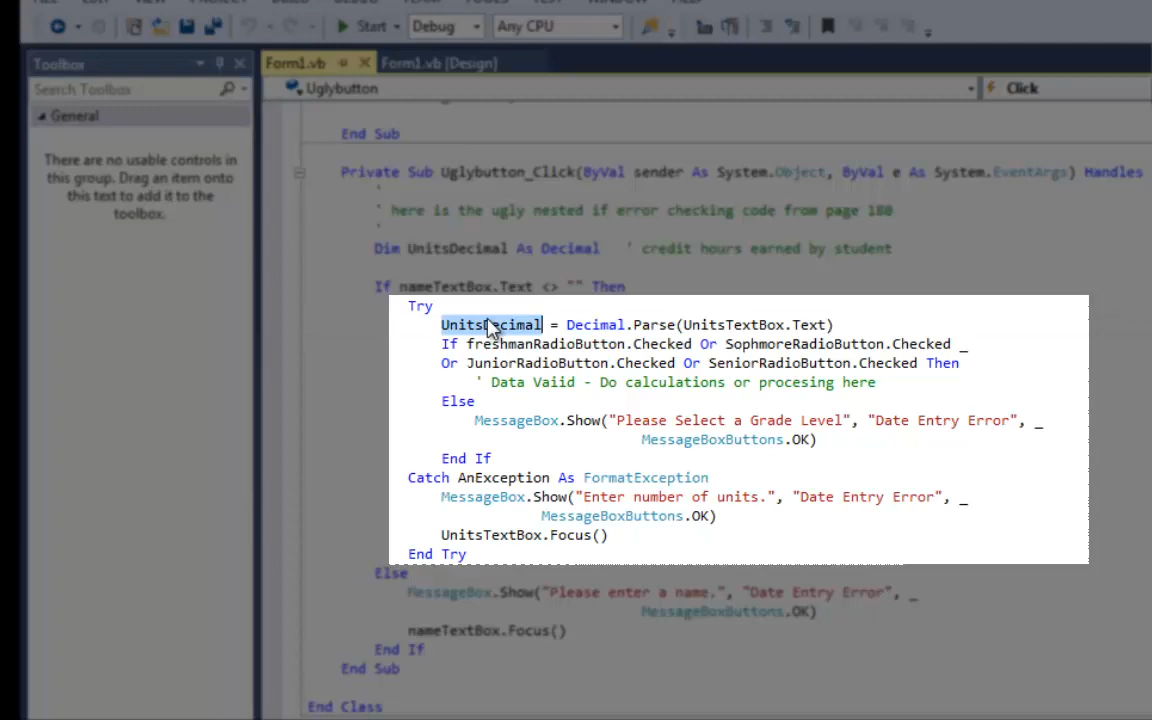 Start Debug Any CPU
Toolbox
Form1.vb Form1.vb [Design]
Search Toolbox
Uglybutton Click
General
There are no usable controls in
this group. Drag an item onto
this text to add it to the
toolbox.
End Sub
Private Sub Uglybutton_Click(ByVal sender As System.Object, ByVal e As System.EventArgs) Handles
'
' here is the ugly nested if error checking code from page 180
'
Dim UnitsDecimal As Decimal ' credit hours earned by student
If nameTextBox.Text <> "" Then
Try
UnitsDecimal = Decimal.Parse(UnitsTextBox.Text)
If freshmanRadioButton.Checked Or SophmoreRadioButton.Checked _
Or JuniorRadioButton.Checked Or SeniorRadioButton.Checked Then
' Data Vaiid - Do calculations or procesing here
Else
MessageBox.Show("Please Select a Grade Level", "Date Entry Error", _
MessageBoxButtons.OK)
End If
Catch AnException As FormatException
MessageBox.Show("Enter number of units.", "Date Entry Error", _
MessageBoxButtons.OK)
UnitsTextBox.Focus()
End Try
Else
MessageBox.Show("Please enter a name.", "Date Entry Error", _
MessageBoxButtons.OK)
nameTextBox.Focus()
End If
End Sub
End Class